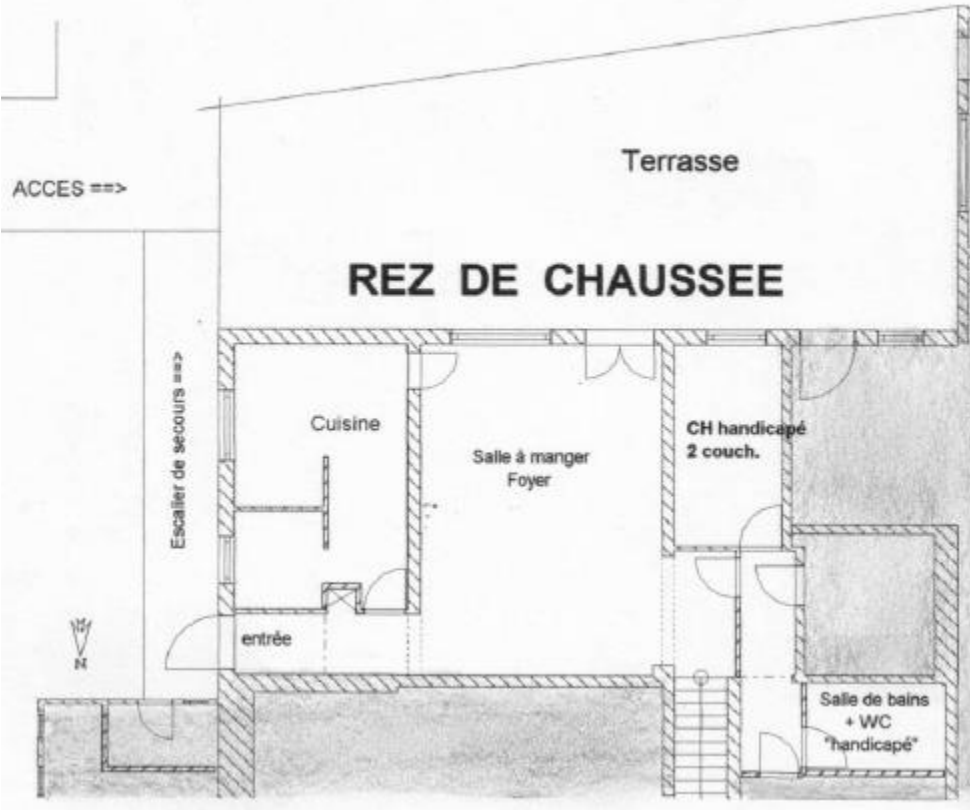 Terrasse
ACCES ==>
REZ DE CHAUSSEE
Escalier de secours ==>
Cuisine
Salle à manger
Foyer
CH handicapé
2 couch.
entrée
N
Salle de bains
+ WC
"handicapé"